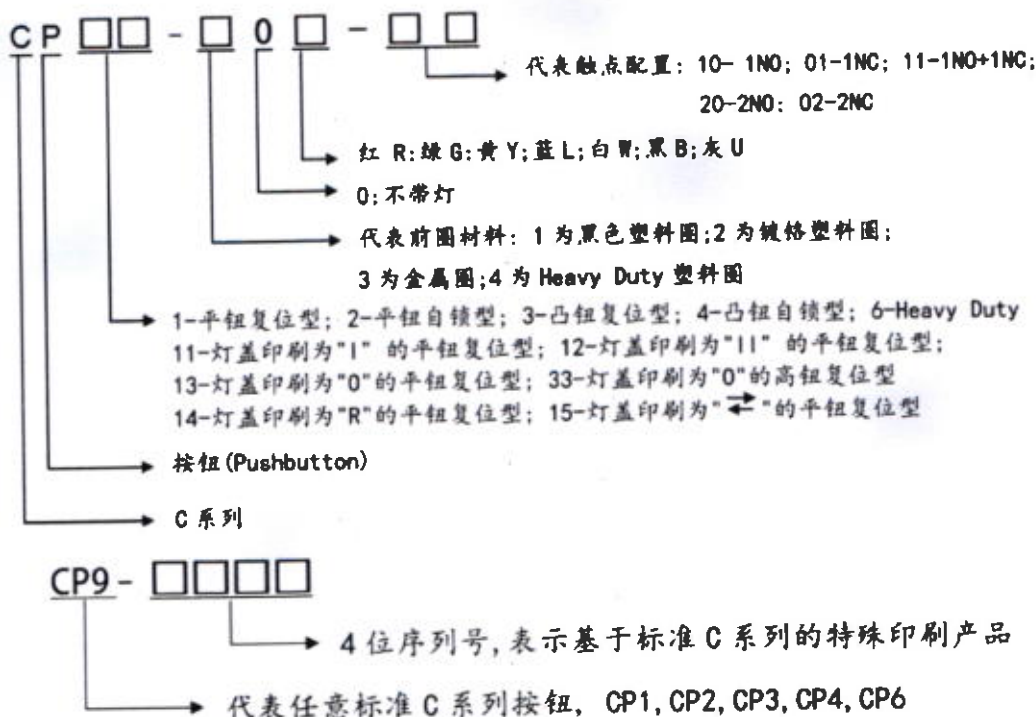 CP □□ - □ 0 □ - □ □
代表触点配置: 10- 1NO; 01-1NC; 11-1NO+1NC;
20-2NO: 02-2NC
红 R:绿 G:黄 Y;蓝 L;白 W;黑 B;灰 U
0;不带灯
代表前圈材料: 1 为黑色塑料圈;2 为镀铬塑料圈;
3 为金属圈;4 为 Heavy Duty 塑料圈
1-平钮复位型; 2-平钮自锁型; 3-凸钮复位型; 4-凸钮自锁型; 6-Heavy Duty
11-灯盖印刷为"I" 的平钮复位型; 12-灯盖印刷为"II" 的平钮复位型;
13-灯盖印刷为"O"的平钮复位型; 33-灯盖印刷为"O"的高钮复位型
14-灯盖印刷为"R"的平钮复位型; 15-灯盖印刷为"⇄"的平钮复位型
按钮(Pushbutton)
C 系列
CP9 - □□□□
4 位序列号,表示基于标准 C 系列的特殊印刷产品
代表任意标准 C 系列按钮, CP1, CP2, CP3, CP4, CP6